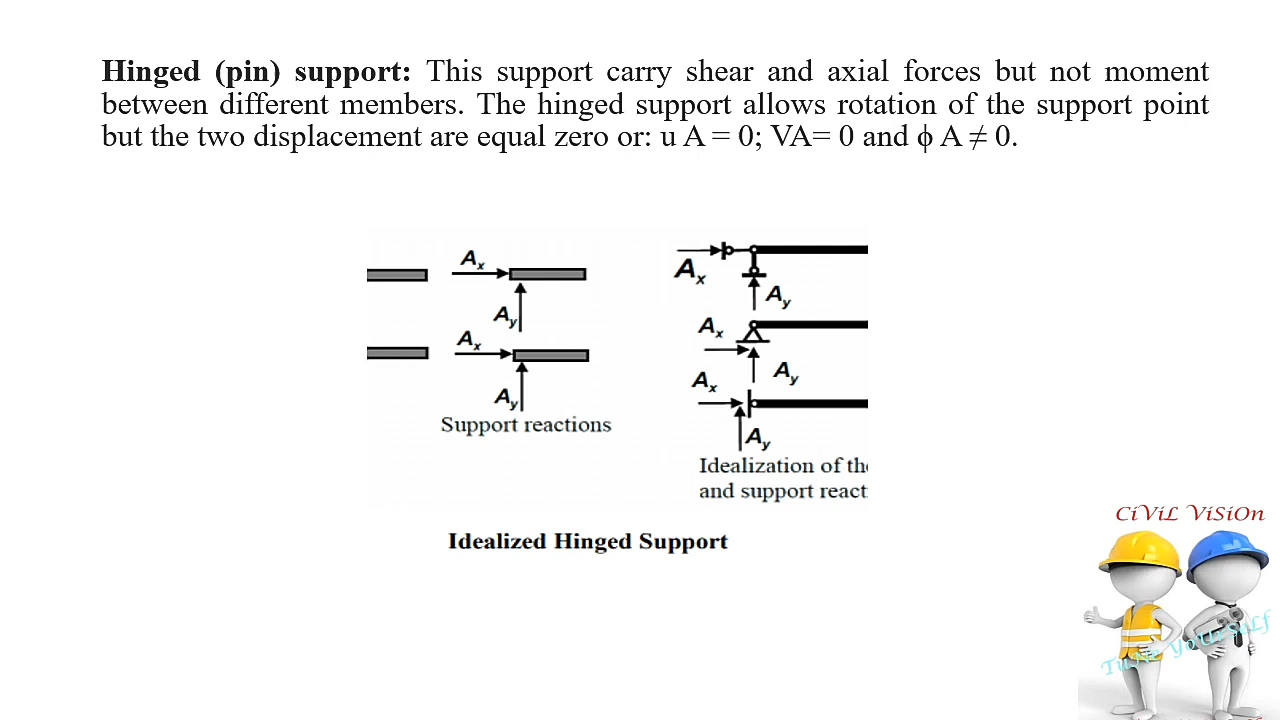 Hinged (pin) support: This support carry shear and axial forces but not moment
between different members. The hinged support allows rotation of the support point
but the two displacement are equal zero or: u A = 0; VA= 0 and ϕ A ≠ 0.
Ax
Ax
Ay
Ay
Ax
Ax
Ay
Ay
Ax
Ay
Support reactions
Ay
Idealization of th
and support react
CiViL ViSiOn
Idealized Hinged Support
TuNe YoUrSeLf